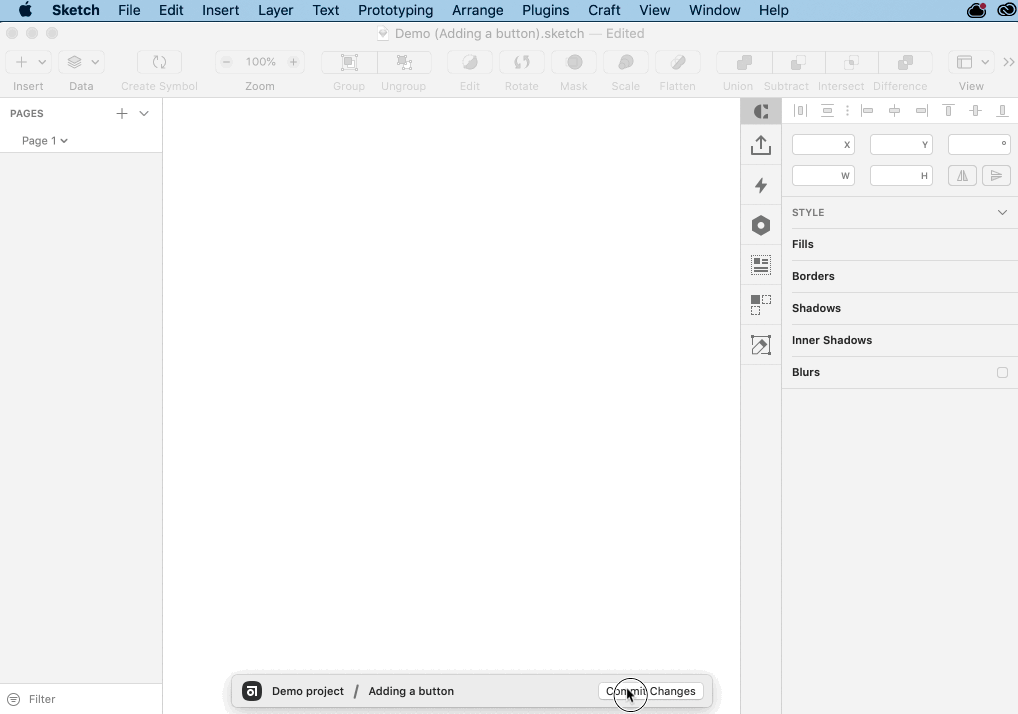 Sketch File Edit Insert Layer Text Prototyping Arrange Plugins Craft View Window Help
Demo (Adding a button).sketch — Edited
100%
Insert Data Create Symbol Zoom Group Ungroup Edit Rotate Mask Scale Flatten Union Subtract Intersect Difference View
PAGES
Page 1
X Y °
W H
STYLE
Fills
Borders
Shadows
Inner Shadows
Blurs
Filter
Demo project / Adding a button Commit Changes